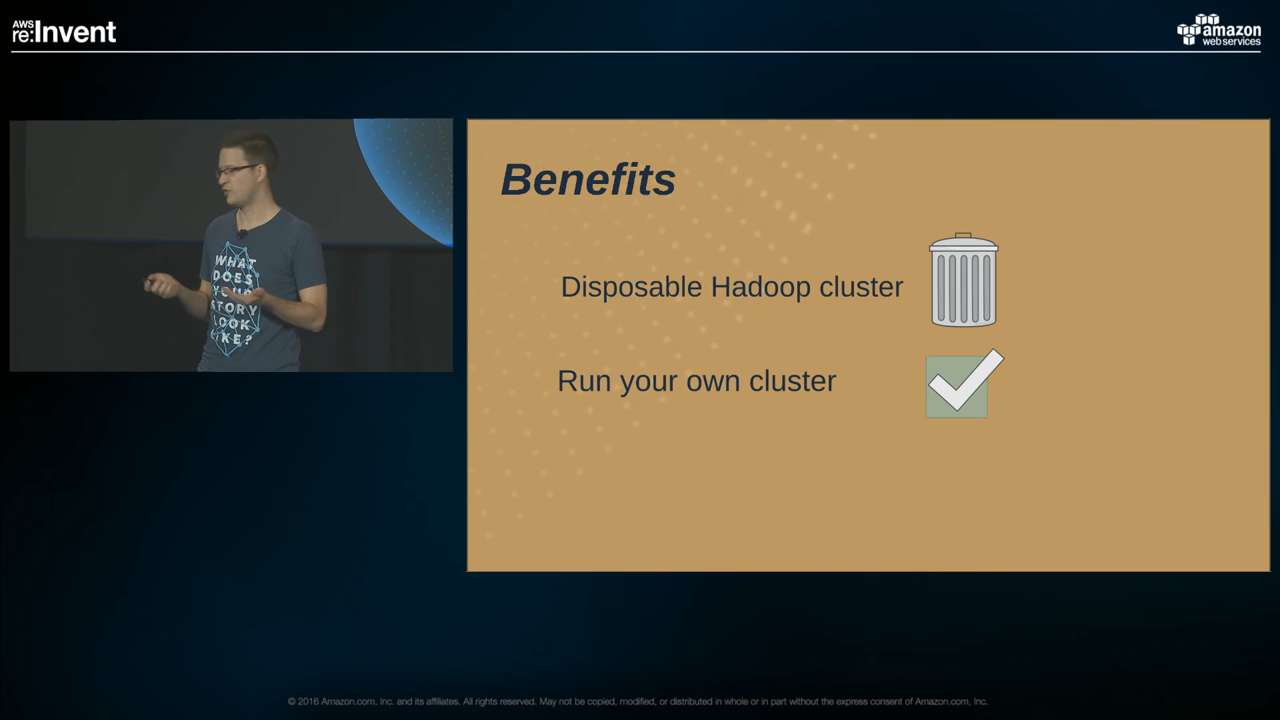 AWS
re:Invent
amazon
webservices
WHAT
DOES
YOUR
STORY
LOOK
LIKE?
Benefits
Disposable Hadoop cluster
Run your own cluster
© 2016 Amazon.com, Inc. and its affiliates. All rights reserved. May not be copied, modified, or distributed in whole or in part without the express consent of Amazon.com, Inc.